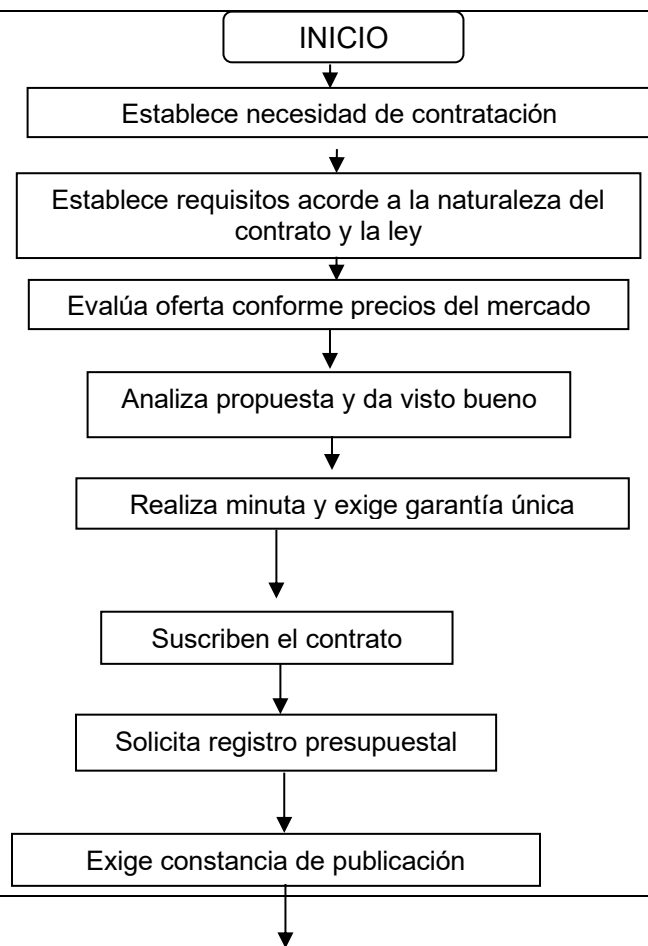 INICIO
Establece necesidad de contratación
Establece requisitos acorde a la naturaleza del
contrato y la ley
Evalúa oferta conforme precios del mercado
Analiza propuesta y da visto bueno
Realiza minuta y exige garantía única
Suscriben el contrato
Solicita registro presupuestal
Exige constancia de publicación